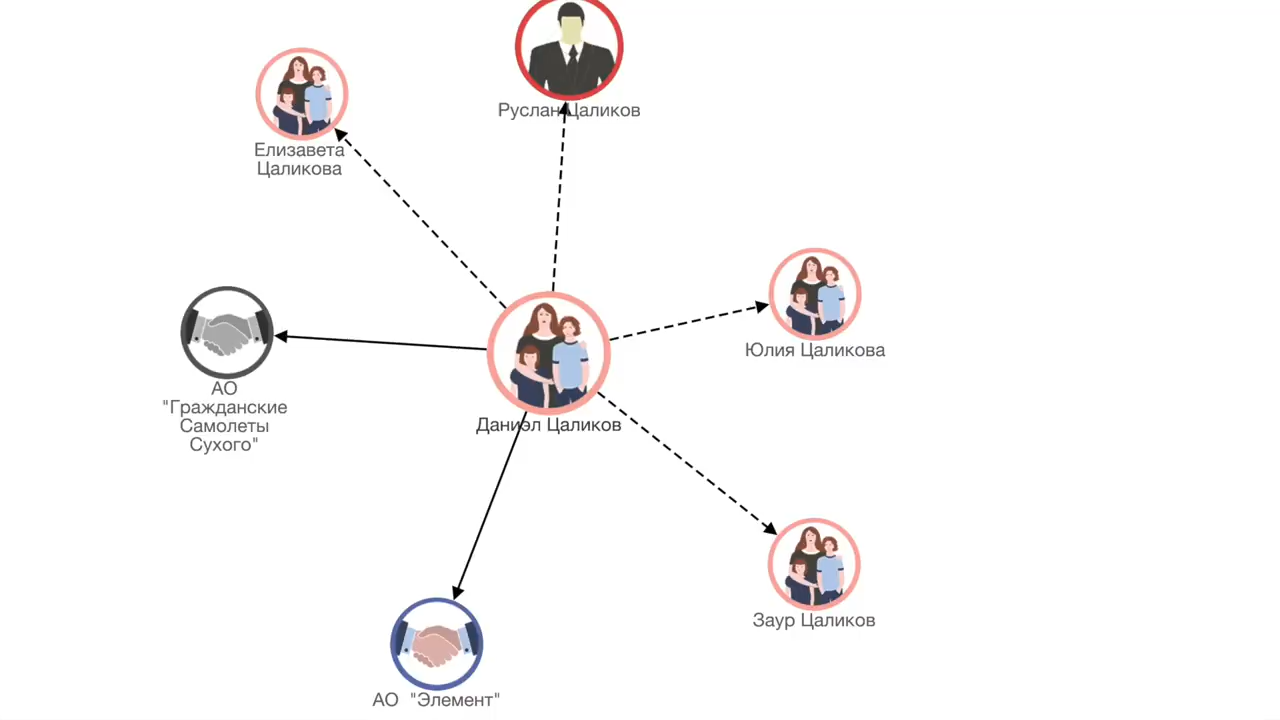 Руслан Цаликов
Елизавета
Цаликова
Юлия Цаликова
АО
"Гражданские
Самолеты
Сухого"
Даниэл Цаликов
Заур Цаликов
АО "Элемент"